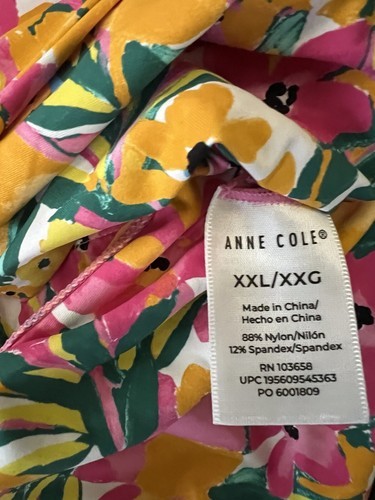 ANNE COLE®
XXL/XXG
Made in China/
Hecho en China
88% Nylon/Nilón
12% Spandex/Spandex
RN 103658
UPC 195609545363
PO 6001809